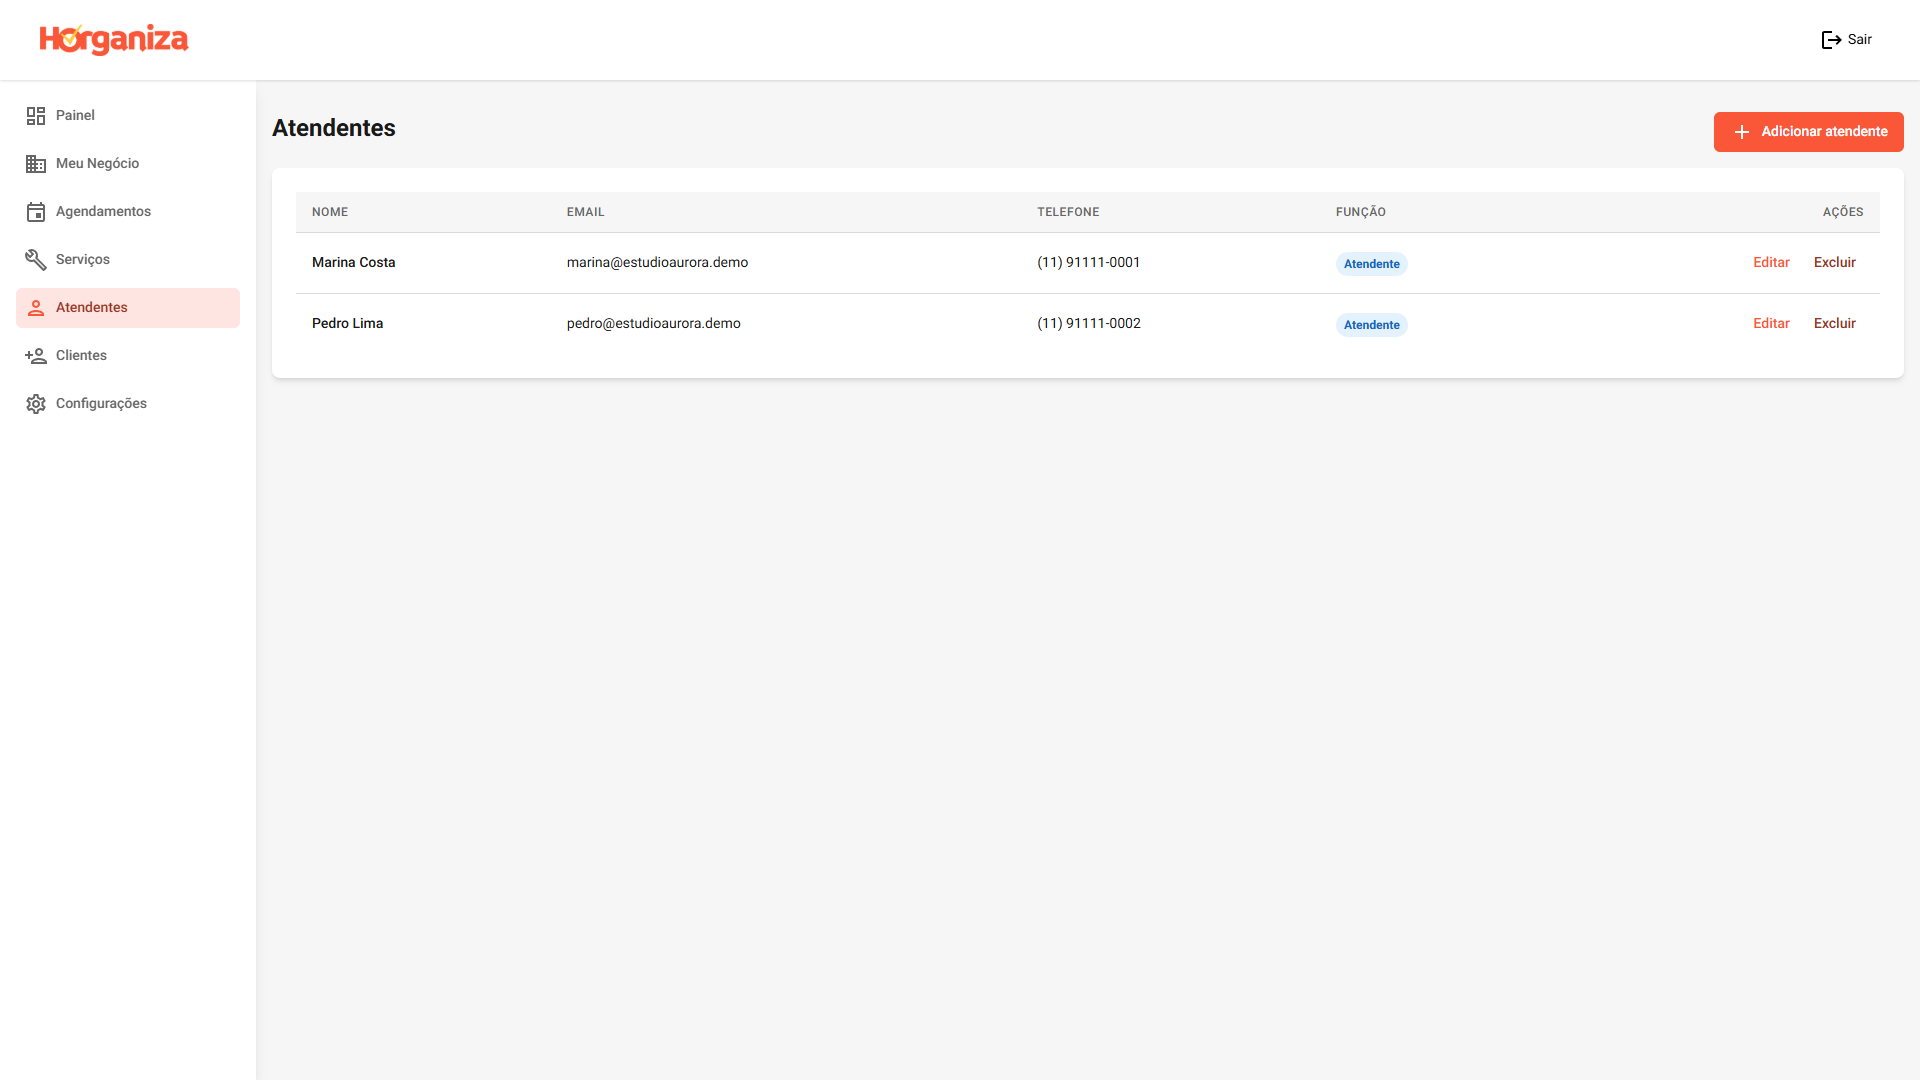 Horganiza
Sair
Painel
Meu Negócio
Agendamentos
Serviços
Atendentes
Clientes
Configurações
Atendentes
Adicionar atendente
NOME EMAIL TELEFONE FUNÇÃO AÇÕES
Marina Costa marina@estudioaurora.demo (11) 91111-0001 Atendente Editar Excluir
Pedro Lima pedro@estudioaurora.demo (11) 91111-0002 Atendente Editar Excluir